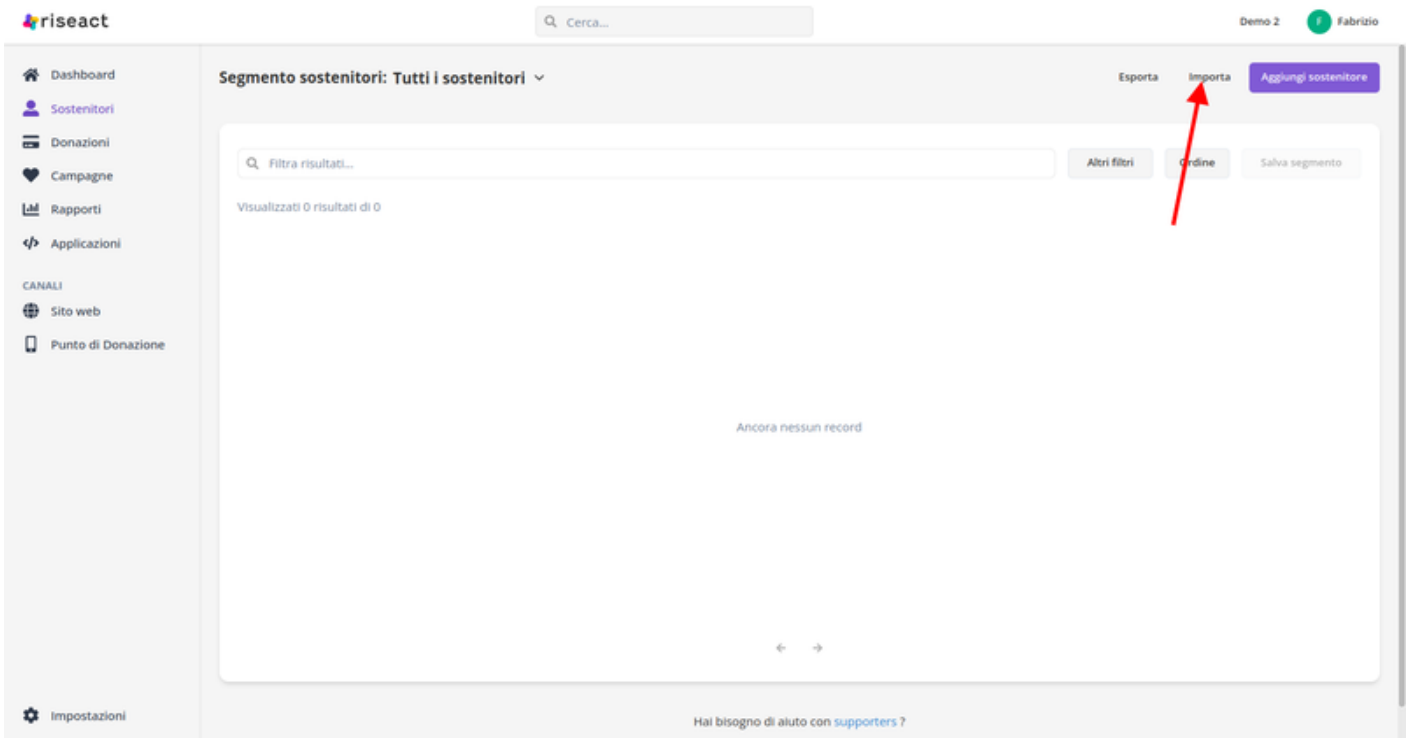 riseact
Cerca...
Demo 2
F
Fabrizio
Dashboard
Sostenitori
Donazioni
Campagne
Rapporti
Applicazioni
CANALI
Sito web
Punto di Donazione
Impostazioni
Segmento sostenitori: Tutti i sostenitori
Esporta
Importa
Aggiungi sostenitore
Filtra risultati...
Altri filtri
Ordine
Salva segmento
Visualizzati 0 risultati di 0
Ancora nessun record
Hai bisogno di aiuto con supporters ?